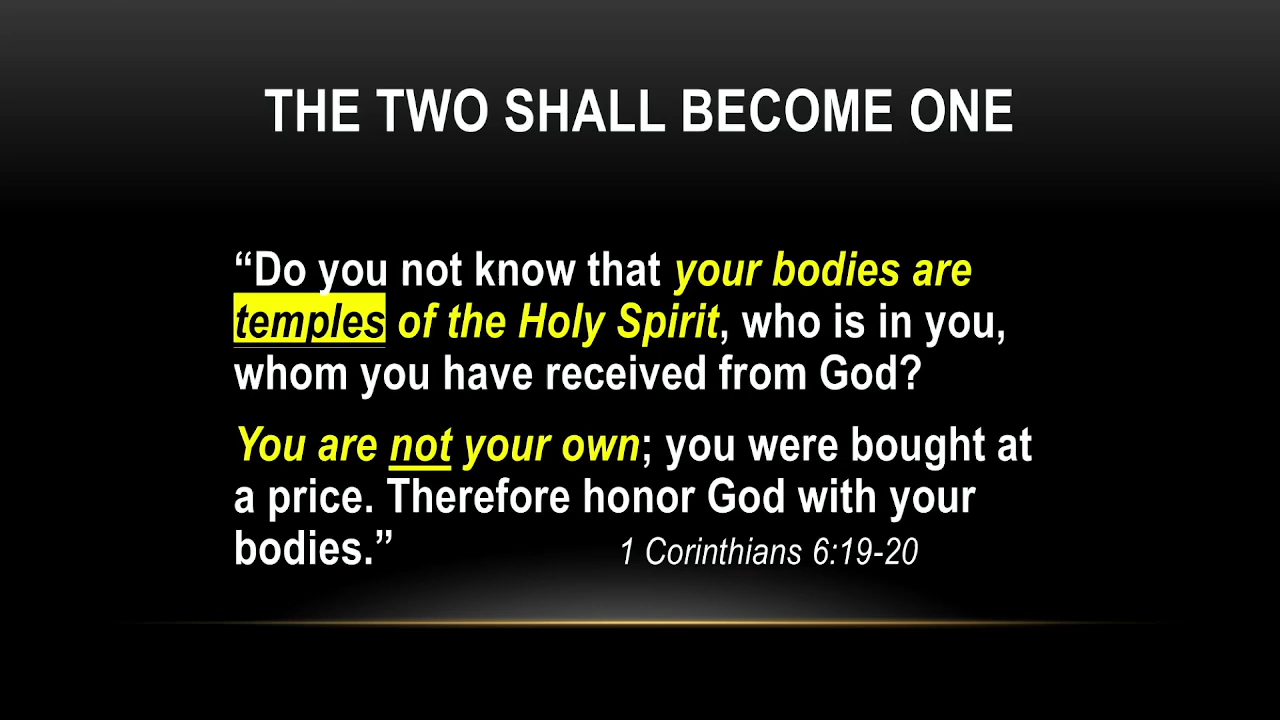 THE TWO SHALL BECOME ONE
“Do you not know that your bodies are
temples of the Holy Spirit, who is in you,
whom you have received from God?
You are not your own; you were bought at
a price. Therefore honor God with your
bodies.” 1 Corinthians 6:19-20